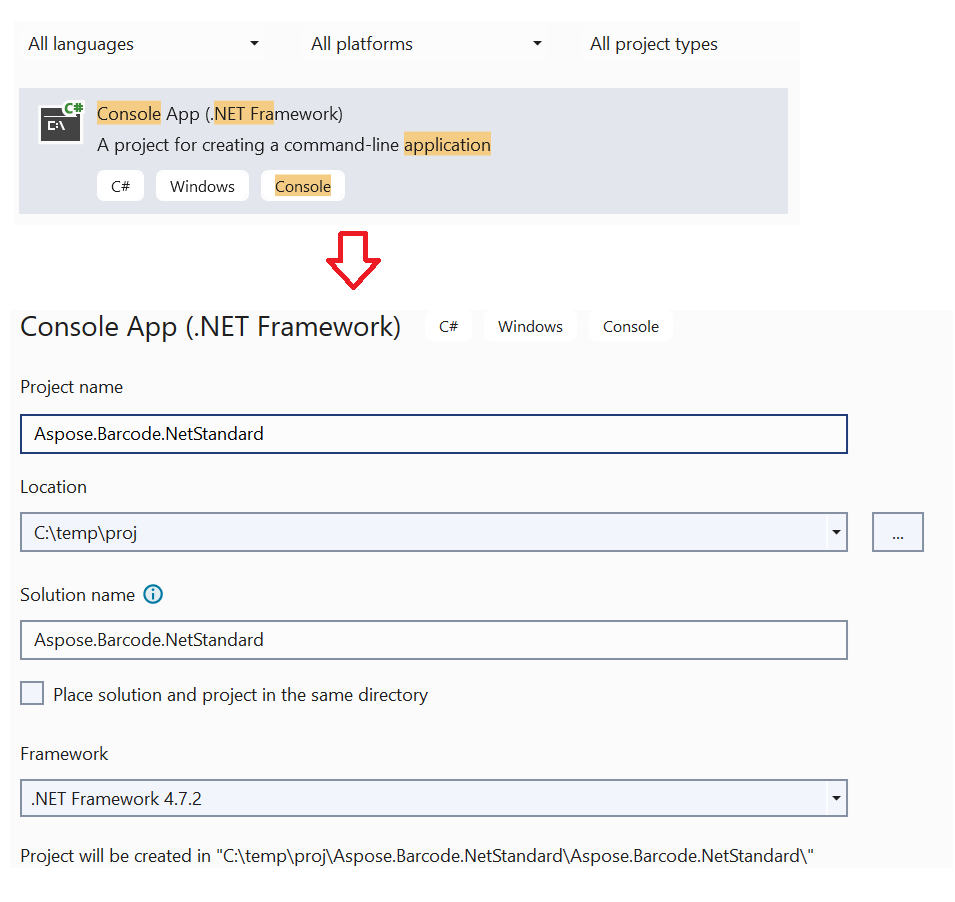 All languages All platforms All project types
C#
C:\
Console App (.NET Framework)
A project for creating a command-line application
C# Windows Console
Console App (.NET Framework) C# Windows Console
Project name
Aspose.Barcode.NetStandard
Location
C:\temp\proj ...
Solution name
Aspose.Barcode.NetStandard
Place solution and project in the same directory
Framework
.NET Framework 4.7.2
Project will be created in "C:\temp\proj\Aspose.Barcode.NetStandard\Aspose.Barcode.NetStandard\"